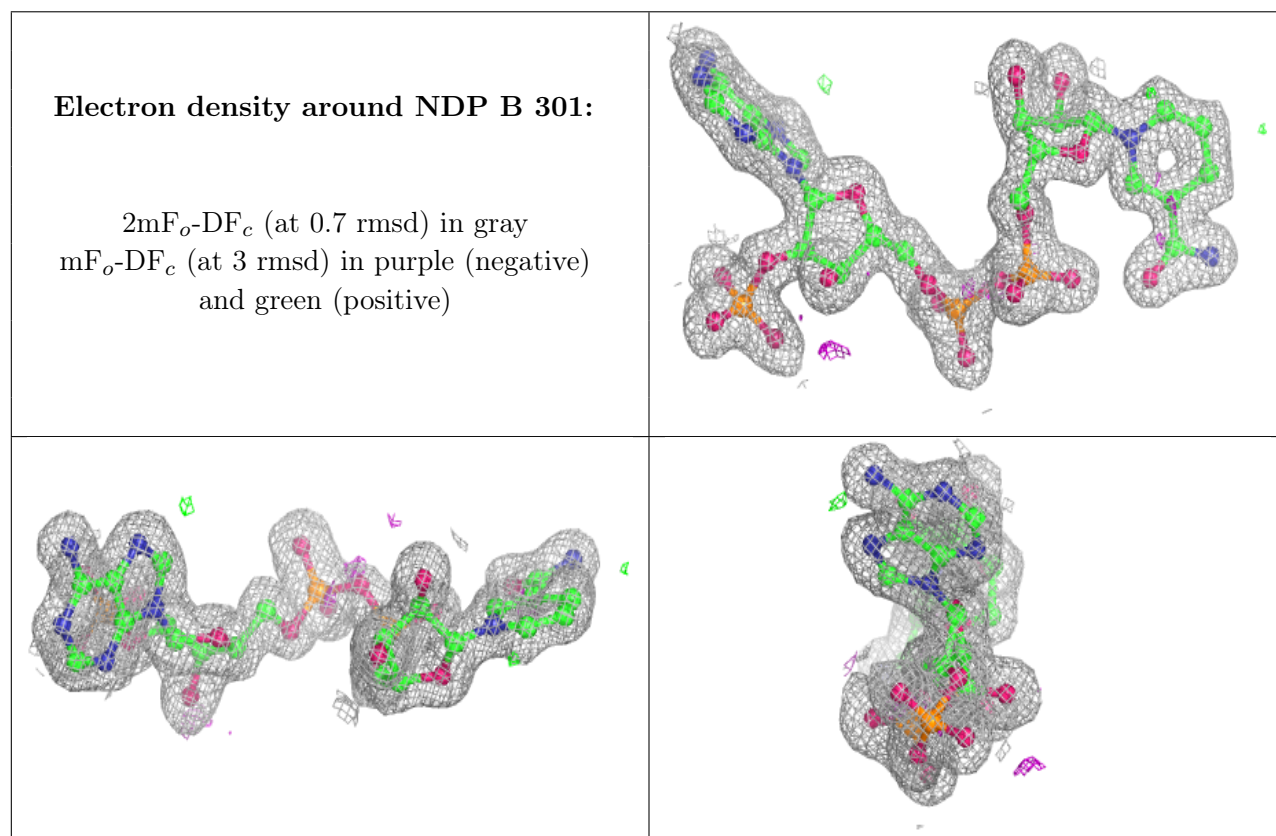 Electron density around NDP B 301:
2mFo-DFc (at 0.7 rmsd) in gray
mFo-DFc (at 3 rmsd) in purple (negative)
and green (positive)